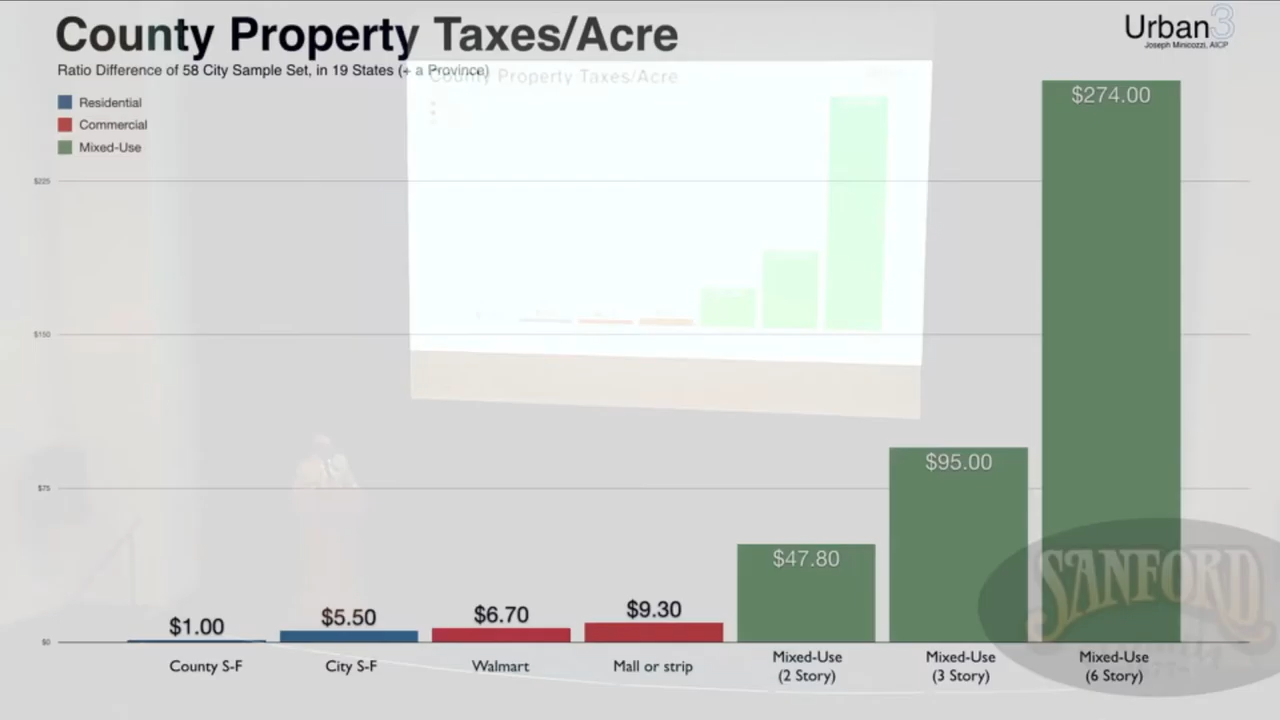 County Property Taxes/Acre
Urban3
Joseph Minicozzi, AICP
Ratio Difference of 58 City Sample Set, in 19 States (+ a Province)
County Property Taxes/Acre
Residential
Commercial
Mixed-Use
$225
$150
$75
$0
$1.00
$5.50
$6.70
$9.30
$47.80
$95.00
$274.00
County S-F
City S-F
Walmart
Mall or strip
Mixed-Use
(2 Story)
Mixed-Use
(3 Story)
Mixed-Use
(6 Story)
SANFORD